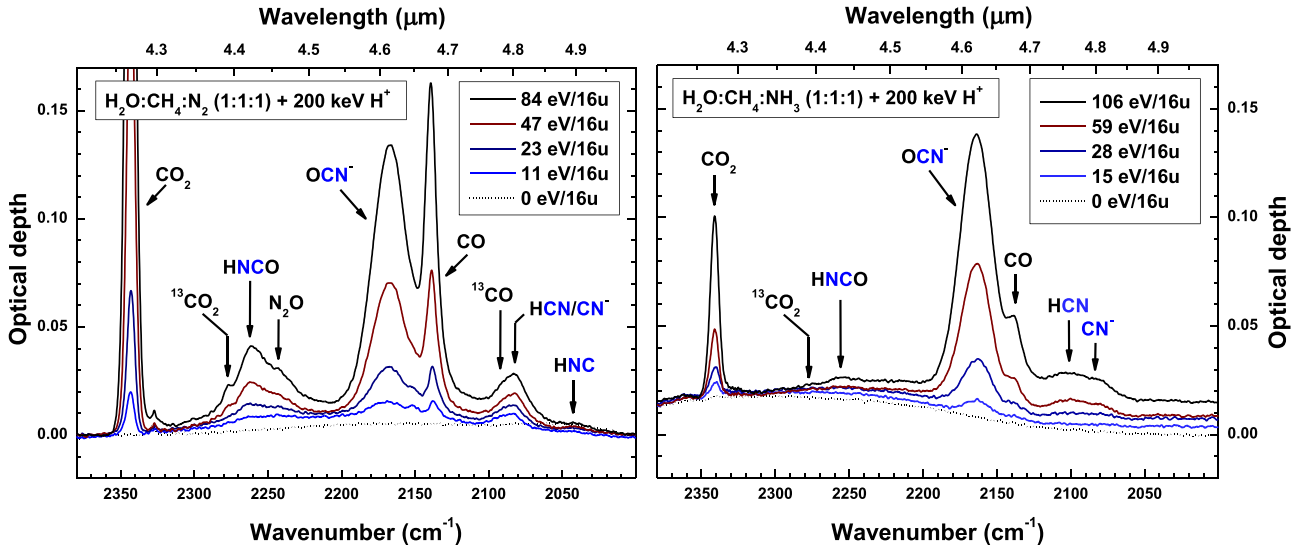 Wavelength (μm)
4.3 4.4 4.5 4.6 4.7 4.8 4.9
H₂O:CH₄:N₂ (1:1:1) + 200 keV H⁺
84 eV/16u
47 eV/16u
23 eV/16u
11 eV/16u
0 eV/16u
CO₂
OCN⁻
CO
HNCO
¹³CO₂
N₂O
¹³CO
HCN/CN⁻
HNC
Optical depth
0.15
0.10
0.05
0.00
2350 2300 2250 2200 2150 2100 2050
Wavenumber (cm⁻¹)
Wavelength (μm)
4.3 4.4 4.5 4.6 4.7 4.8 4.9
H₂O:CH₄:NH₃ (1:1:1) + 200 keV H⁺
106 eV/16u
59 eV/16u
28 eV/16u
15 eV/16u
0 eV/16u
CO₂
OCN⁻
CO
HNCO
¹³CO₂
HCN
CN⁻
0.15
0.10
0.05
0.00
Optical depth
2350 2300 2250 2200 2150 2100 2050
Wavenumber (cm⁻¹)